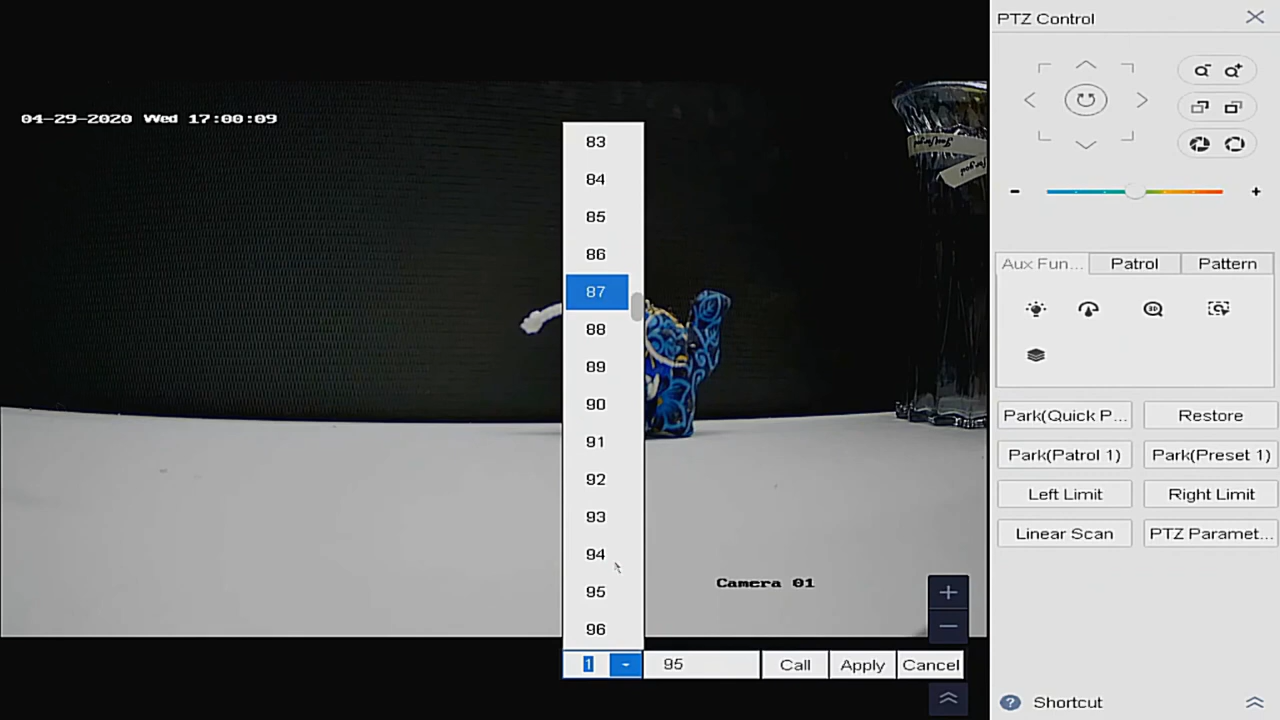 PTZ Control
04-29-2020 Wed 17:00:09
83
84
85
86
87
88
89
90
91
92
93
94
95
96
Camera 01
1
95
Call
Apply
Cancel
- +
Aux Fun...
Patrol
Pattern
3D
Park(Quick P...
Restore
Park(Patrol 1)
Park(Preset 1)
Left Limit
Right Limit
Linear Scan
PTZ Paramet...
? Shortcut